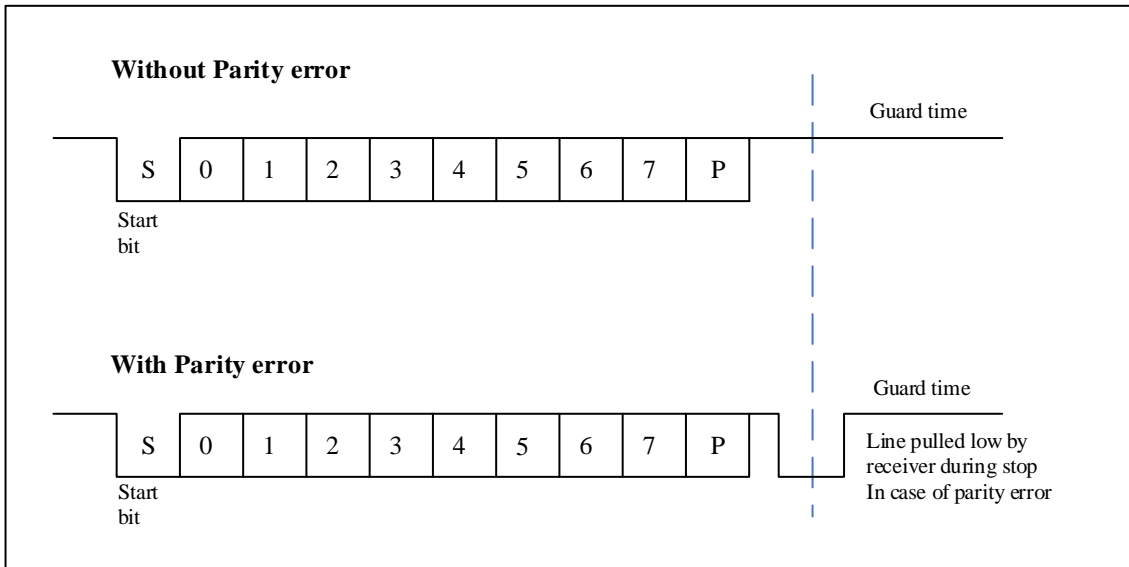 Without Parity error
Guard time
S 0 1 2 3 4 5 6 7 P
Start
bit
With Parity error
Guard time
S 0 1 2 3 4 5 6 7 P
Line pulled low by
receiver during stop
In case of parity error
Start
bit